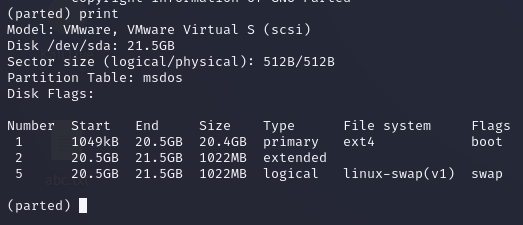 (parted) print
Model: VMware, VMware Virtual S (scsi)
Disk /dev/sda: 21.5GB
Sector size (logical/physical): 512B/512B
Partition Table: msdos
Disk Flags:
Number Start End Size Type File system Flags
1 1049kB 20.5GB 20.4GB primary ext4 boot
2 20.5GB 21.5GB 1022MB extended
5 20.5GB 21.5GB 1022MB logical linux-swap(v1) swap
(parted)